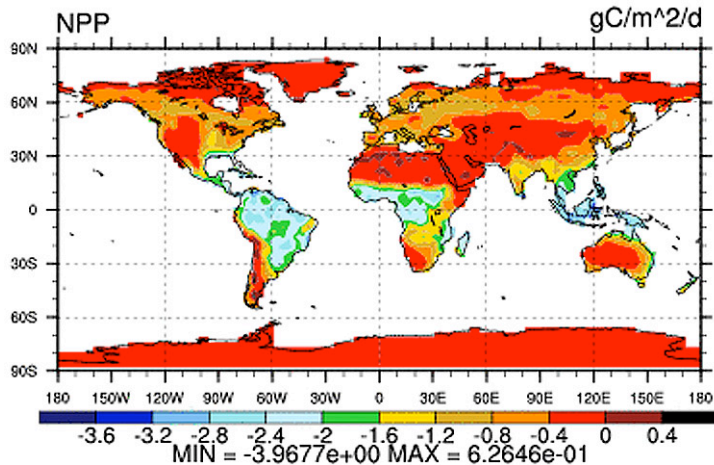 NPP gC/m^2/d
90N
60N
30N
0
30S
60S
90S
180 150W 120W 90W 60W 30W 0 30E 60E 90E 120E 150E 180
-3.6 -3.2 -2.8 -2.4 -2 -1.6 -1.2 -0.8 -0.4 0 0.4
MIN = -3.9677e+00 MAX = 6.2646e-01